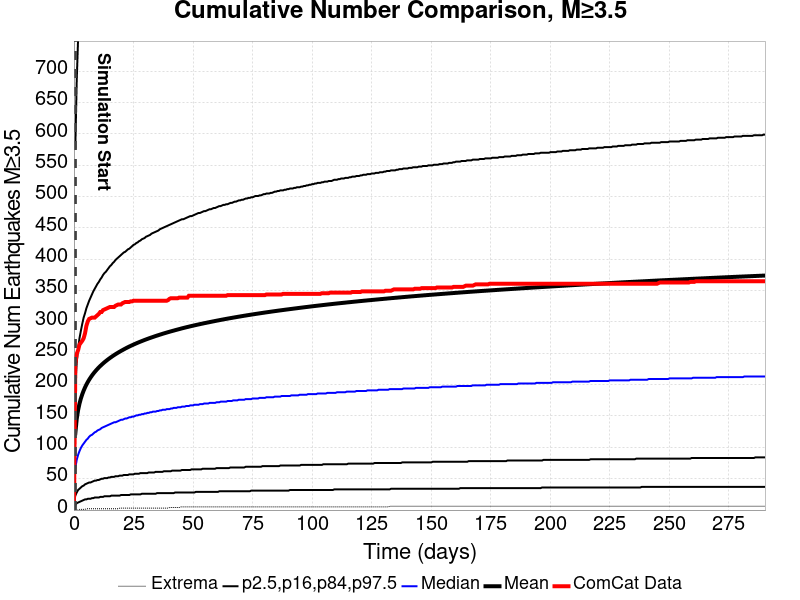 Cumulative Number Comparison, M≥3.5
Cumulative Num Earthquakes M≥3.5
700
650
600
550
500
450
400
350
300
250
200
150
100
50
0
Simulation Start
0 25 50 75 100 125 150 175 200 225 250 275
Time (days)
Extrema p2.5,p16,p84,p97.5 Median Mean ComCat Data